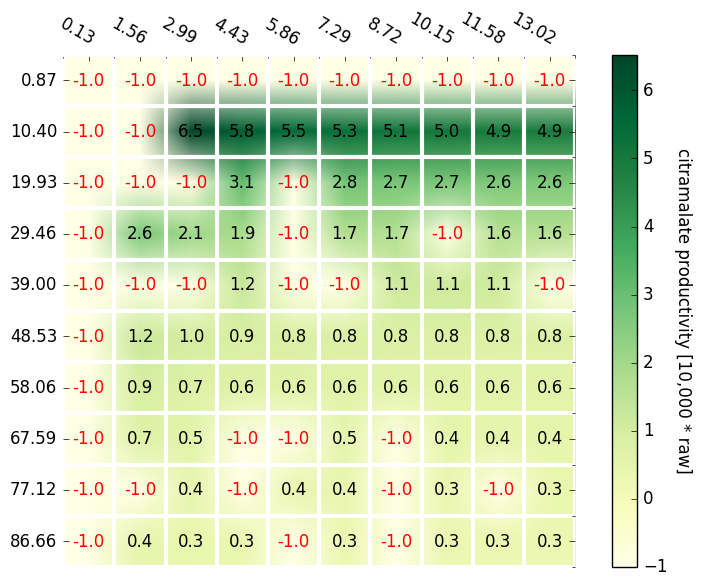 0.13 1.56 2.99 4.43 5.86 7.29 8.72 10.15 11.58 13.02
0.87 -1.0 -1.0 -1.0 -1.0 -1.0 -1.0 -1.0 -1.0 -1.0 -1.0
10.40 -1.0 -1.0 6.5 5.8 5.5 5.3 5.1 5.0 4.9 4.9
19.93 -1.0 -1.0 -1.0 3.1 -1.0 2.8 2.7 2.7 2.6 2.6
29.46 -1.0 2.6 2.1 1.9 -1.0 1.7 1.7 -1.0 1.6 1.6
39.00 -1.0 -1.0 -1.0 1.2 -1.0 -1.0 1.1 1.1 1.1 -1.0
48.53 -1.0 1.2 1.0 0.9 0.8 0.8 0.8 0.8 0.8 0.8
58.06 -1.0 0.9 0.7 0.6 0.6 0.6 0.6 0.6 0.6 0.6
67.59 -1.0 0.7 0.5 -1.0 -1.0 0.5 -1.0 0.4 0.4 0.4
77.12 -1.0 -1.0 0.4 -1.0 0.4 0.4 -1.0 0.3 -1.0 0.3
86.66 -1.0 0.4 0.3 0.3 -1.0 0.3 -1.0 0.3 0.3 0.3
6
5
4
3
2
1
0
−1
citramalate productivity [10,000 * raw]